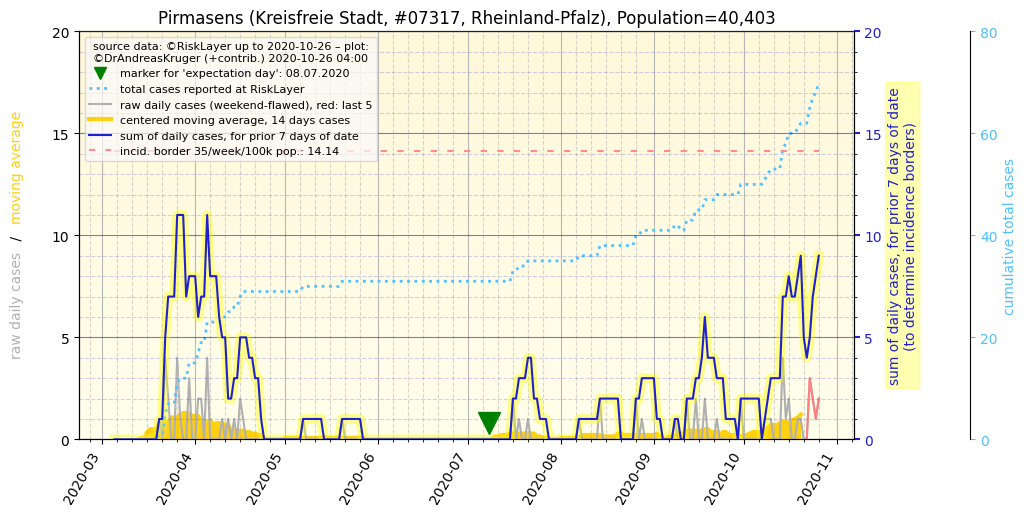 Pirmasens (Kreisfreie Stadt, #07317, Rheinland-Pfalz), Population=40,403
source data: ©RiskLayer up to 2020-10-26 – plot:
©DrAndreasKruger (+contrib.) 2020-10-26 04:00
marker for 'expectation day': 08.07.2020
total cases reported at RiskLayer
raw daily cases (weekend-flawed), red: last 5
centered moving average, 14 days cases
sum of daily cases, for prior 7 days of date
incid. border 35/week/100k pop.: 14.14
raw daily cases / moving average
20
15
10
5
0
2020-03
2020-04
2020-05
2020-06
2020-07
2020-08
2020-09
2020-10
2020-11
20
15
10
5
0
sum of daily cases, for prior 7 days of date
(to determine incidence borders)
80
60
40
20
0
cumulative total cases